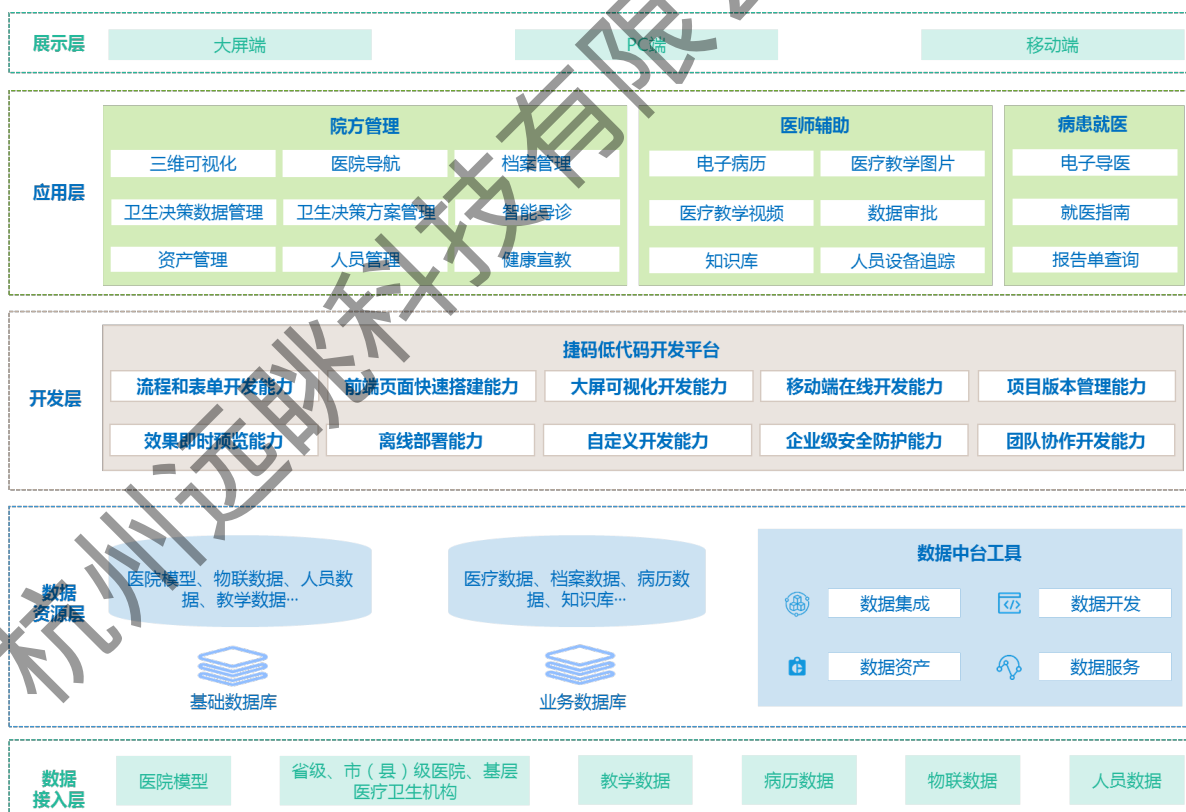 展示层
大屏端
PC端
移动端
应用层
院方管理
三维可视化
医院导航
档案管理
卫生决策数据管理
卫生决策方案管理
智能导诊
资产管理
人员管理
健康宣教
医师辅助
电子病历
医疗教学图片
医疗教学视频
数据审批
知识库
人员设备追踪
病患就医
电子导医
就医指南
报告单查询
开发层
捷码低代码开发平台
流程和表单开发能力
前端页面快速搭建能力
大屏可视化开发能力
移动端在线开发能力
项目版本管理能力
效果即时预览能力
离线部署能力
自定义开发能力
企业级安全防护能力
团队协作开发能力
数据
资源层
医院模型、物联数据、人员数
据、教学数据...
基础数据库
医疗数据、档案数据、病历数
据、知识库...
业务数据库
数据中台工具
数据集成
数据开发
数据资产
数据服务
数据
接入层
医院模型
省级、市（县）级医院、基层
医疗卫生机构
教学数据
病历数据
物联数据
人员数据
杭州远眺科技有限